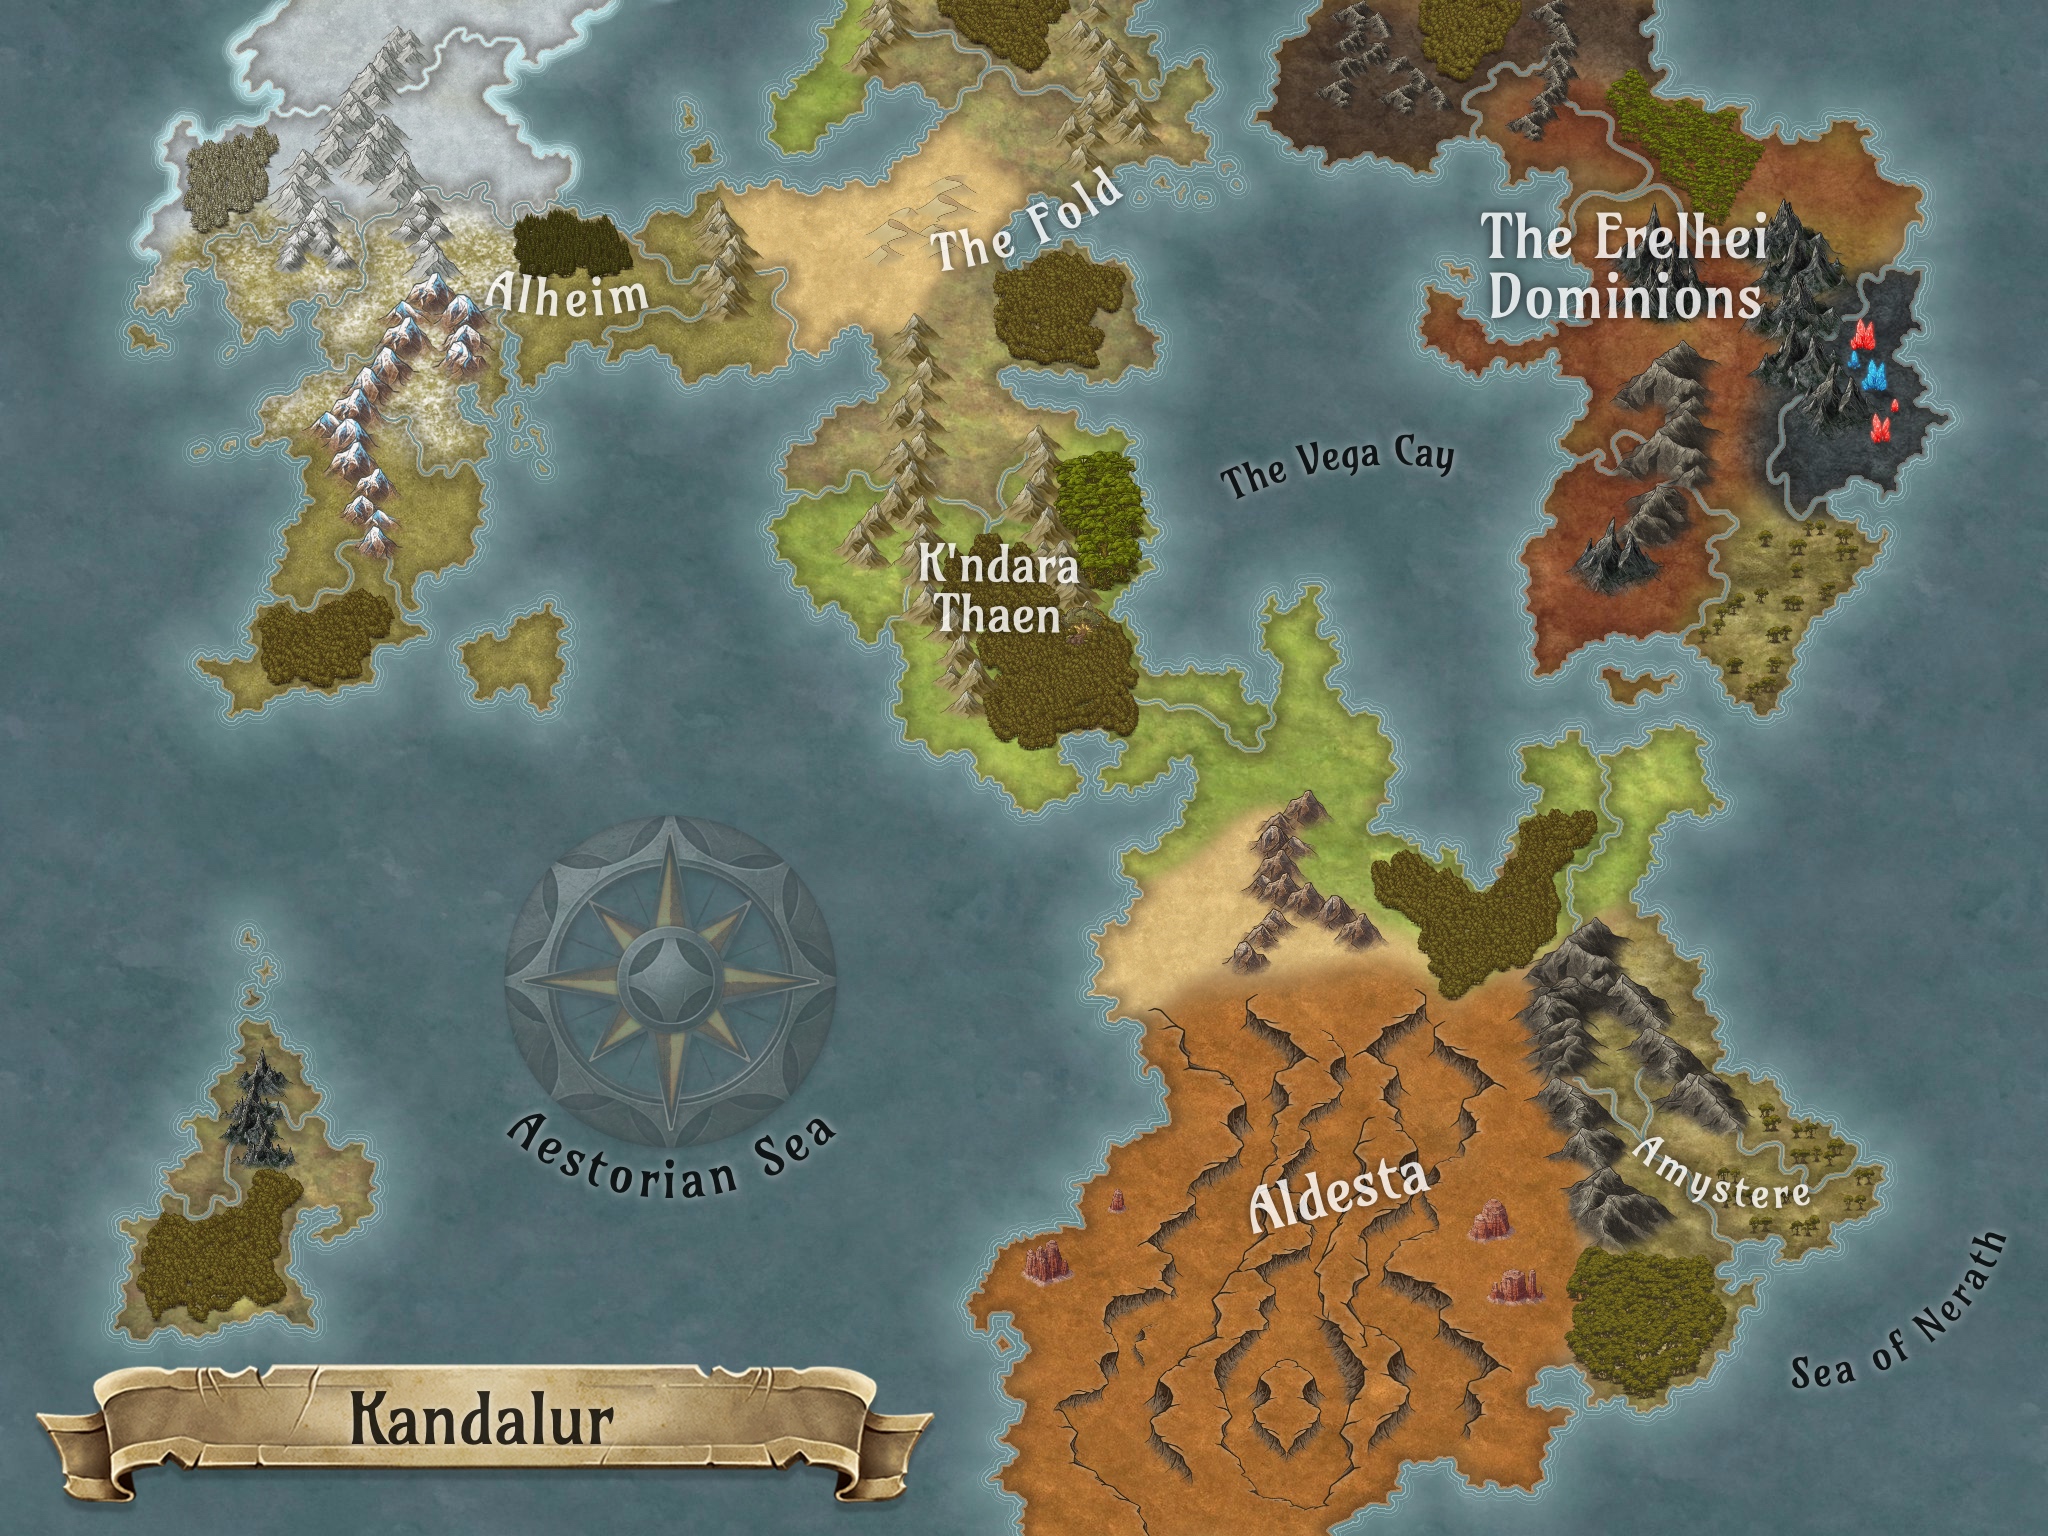 The Fold
The Erelhei
Dominions
Alheim
The Vega Cay
K'ndara
Thaen
Aestorian Sea
Aldesta
Amystere
Sea of Nerath
Kandalur